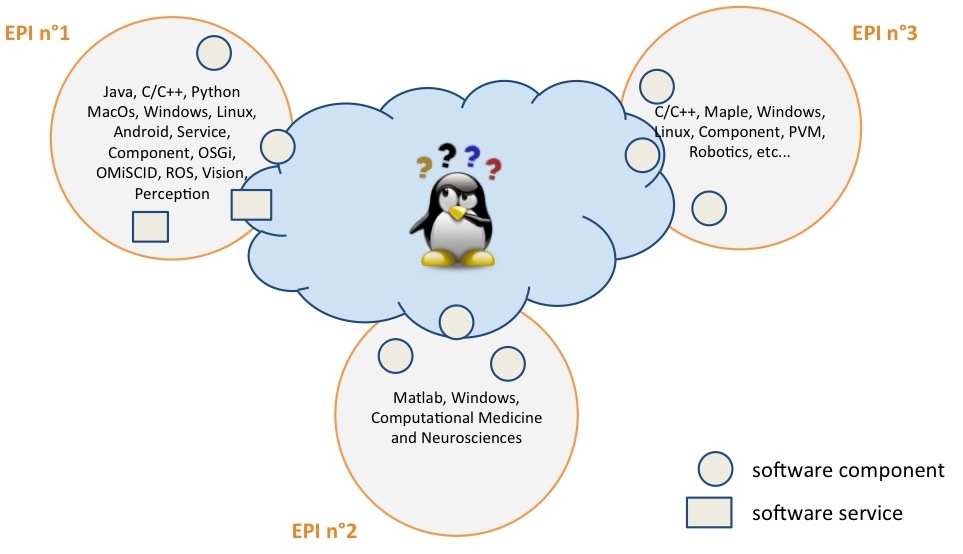 EPI n°1
Java, C/C++, Python
MacOs, Windows, Linux,
Android, Service,
Component, OSGi,
OMiSCID, ROS, Vision,
Perception
? ? ? ?
EPI n°3
C/C++, Maple, Windows,
Linux, Component, PVM,
Robotics, etc...
Matlab, Windows,
Computational Medicine
and Neurosciences
EPI n°2
software component
software service